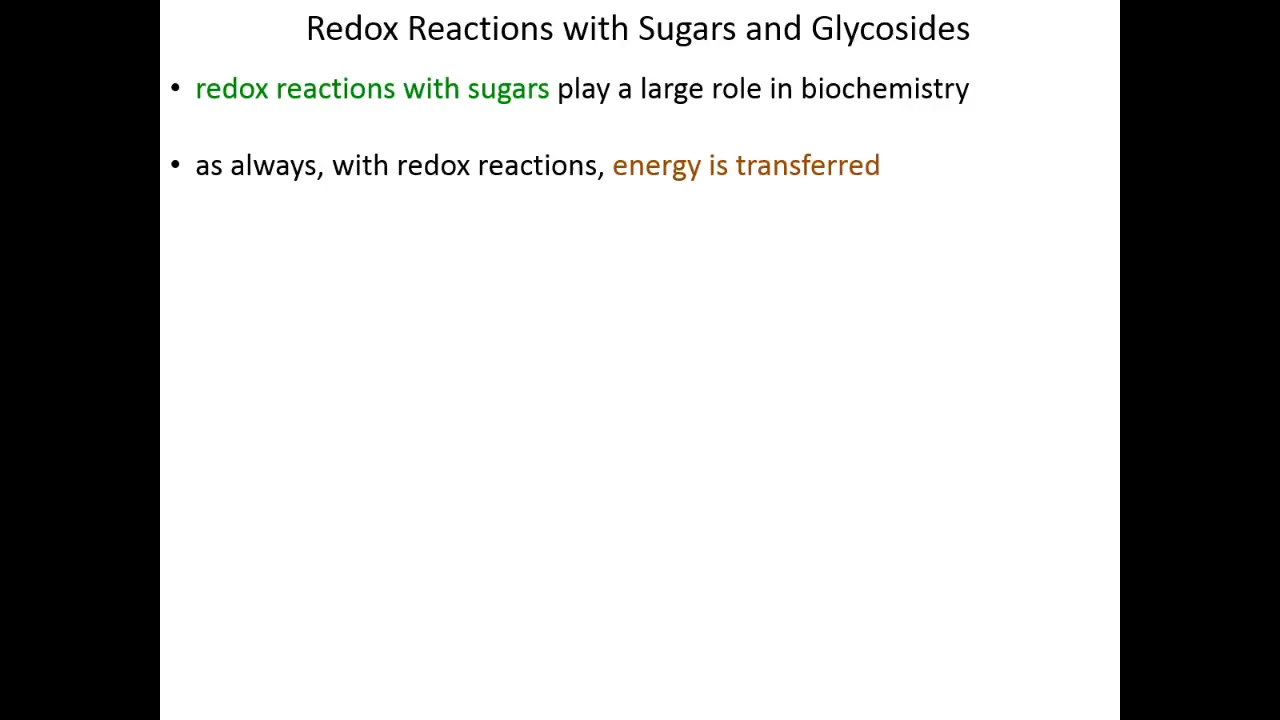 Redox Reactions with Sugars and Glycosides
• redox reactions with sugars play a large role in biochemistry
• as always, with redox reactions, energy is transferred